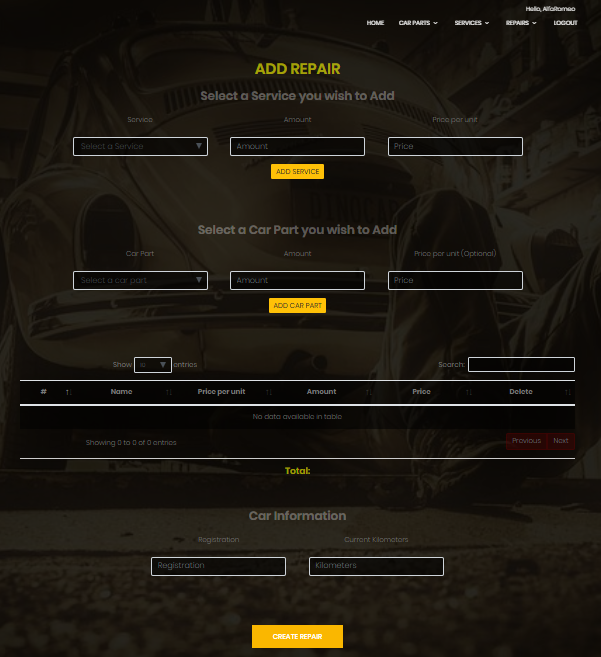 Hello, AlfaRomeo
HOME CAR PARTS SERVICES REPAIRS LOGOUT
ADD REPAIR
Select a Service you wish to Add
Service Amount Price per unit
Select a Service Amount Price
ADD SERVICE
Select a Car Part you wish to Add
Car Part Amount Price per unit (Optional)
Select a car part Amount Price
ADD CAR PART
Show entries Search:
# Name Price per unit Amount Price Delete
No data available in table
Showing 0 to 0 of 0 entries Previous Next
Total:
Car Information
Registration Current Kilometers
Registration Kilometers
CREATE REPAIR